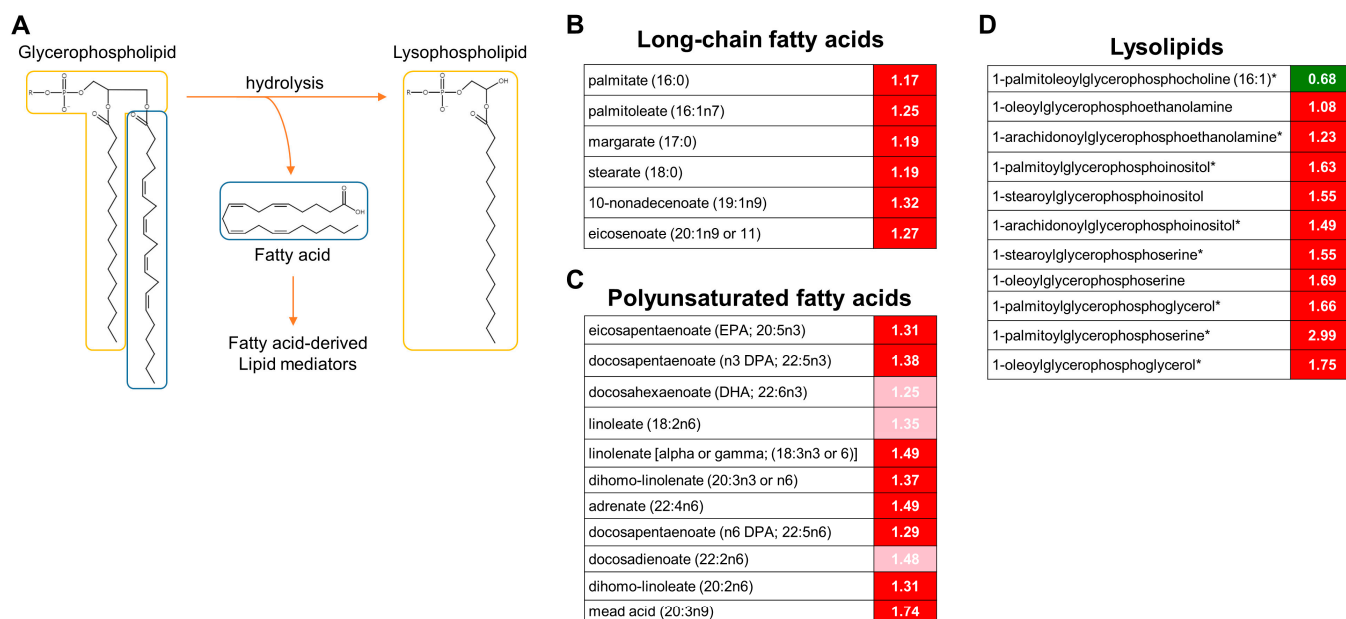 A
Glycerophospholipid
Lysophospholipid
hydrolysis
R
O
P
O
O
O⁻
O
O
O
O
R
O
P
O
O
O⁻
OH
O
O
O
OH
Fatty acid
Fatty acid-derived
Lipid mediators
B
Long-chain fatty acids
palmitate (16:0) 1.17
palmitoleate (16:1n7) 1.25
margarate (17:0) 1.19
stearate (18:0) 1.19
10-nonadecenoate (19:1n9) 1.32
eicosenoate (20:1n9 or 11) 1.27
C
Polyunsaturated fatty acids
eicosapentaenoate (EPA; 20:5n3) 1.31
docosapentaenoate (n3 DPA; 22:5n3) 1.38
docosahexaenoate (DHA; 22:6n3) 1.25
linoleate (18:2n6) 1.35
linolenate [alpha or gamma; (18:3n3 or 6)] 1.49
dihomo-linolenate (20:3n3 or n6) 1.37
adrenate (22:4n6) 1.49
docosapentaenoate (n6 DPA; 22:5n6) 1.29
docosadienoate (22:2n6) 1.48
dihomo-linoleate (20:2n6) 1.31
mead acid (20:3n9) 1.74
D
Lysolipids
1-palmitoleoylglycerophosphocholine (16:1)* 0.68
1-oleoylglycerophosphoethanolamine 1.08
1-arachidonoylglycerophosphoethanolamine* 1.23
1-palmitoylglycerophosphoinositol* 1.63
1-stearoylglycerophosphoinositol 1.55
1-arachidonoylglycerophosphoinositol* 1.49
1-stearoylglycerophosphoserine* 1.55
1-oleoylglycerophosphoserine 1.69
1-palmitoylglycerophosphoglycerol* 1.66
1-palmitoylglycerophosphoserine* 2.99
1-oleoylglycerophosphoglycerol* 1.75